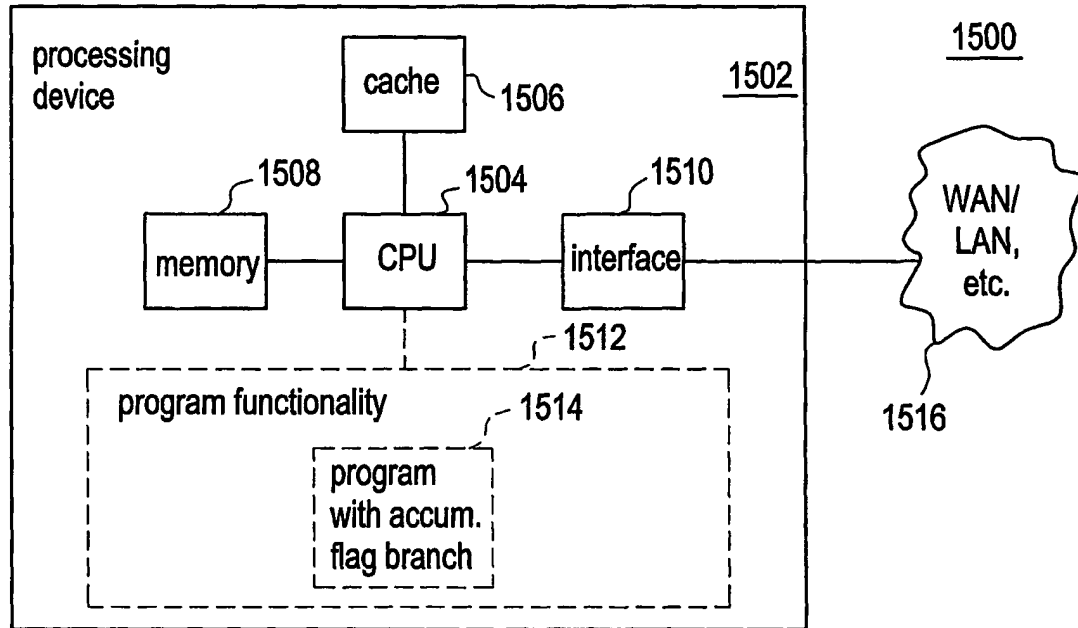 processing
device
cache
1506
1502
1500
1508
1504
1510
memory
CPU
interface
WAN/
LAN,
etc.
1512
program functionality
1514
1516
program
with accum.
flag branch